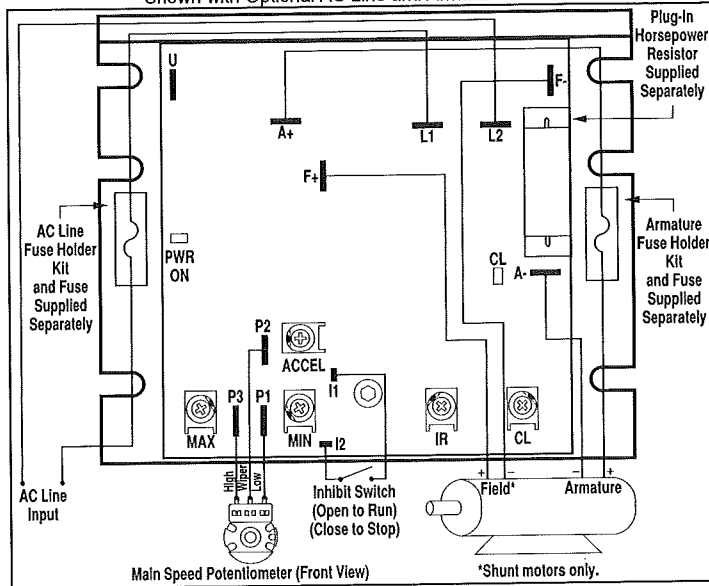 Plug-In
Horsepower
Resistor
Supplied
Separately
U
F-
A+
L1
L2
F+
AC Line
Fuse Holder
Kit
and Fuse
Supplied
Separately
PWR
ON
CL
A-
Armature
Fuse Holder
Kit
and Fuse
Supplied
Separately
P2
ACCEL
I1
P3
P1
MAX
MIN
I2
IR
CL
High
Wiper
Low
AC Line
Input
Inhibit Switch
(Open to Run)
(Close to Stop)
+ − − +
Field* Armature
Main Speed Potentiometer (Front View)
*Shunt motors only.